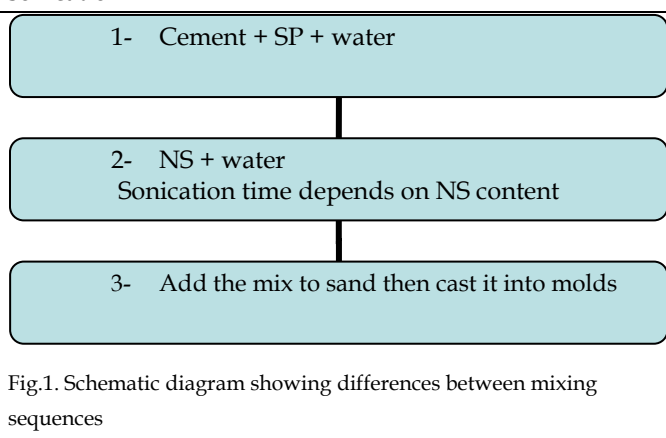 1- Cement + SP + water
2- NS + water
Sonication time depends on NS content
3- Add the mix to sand then cast it into molds
Fig.1. Schematic diagram showing differences between mixing
sequences